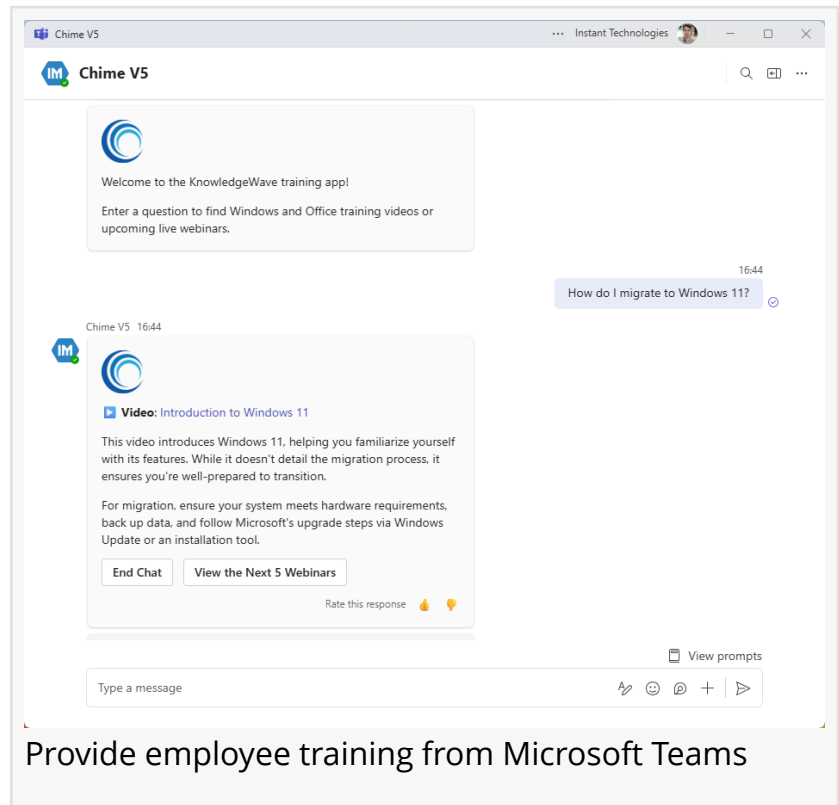 Chime V5
Instant Technologies
IM
Chime V5
Welcome to the KnowledgeWave training app!
Enter a question to find Windows and Office training videos or
upcoming live webinars.
16:44
How do I migrate to Windows 11?
Chime V5 16:44
IM
Video: Introduction to Windows 11
This video introduces Windows 11, helping you familiarize yourself
with its features. While it doesn't detail the migration process, it
ensures you're well-prepared to transition.
For migration, ensure your system meets hardware requirements,
back up data, and follow Microsoft's upgrade steps via Windows
Update or an installation tool.
End Chat
View the Next 5 Webinars
Rate this response
View prompts
Type a message
Provide employee training from Microsoft Teams